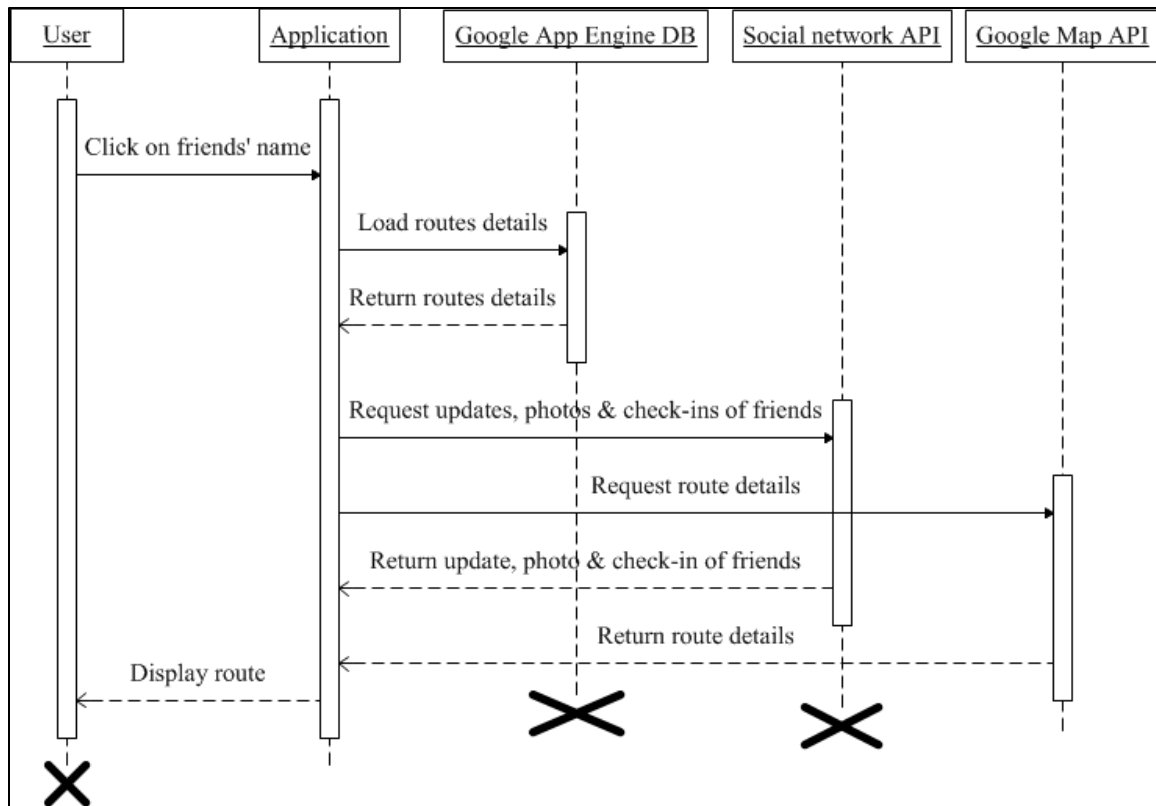 User
Application
Google App Engine DB
Social network API
Google Map API
Click on friends' name
Load routes details
Return routes details
Request updates, photos & check-ins of friends
Request route details
Return update, photo & check-in of friends
Return route details
Display route